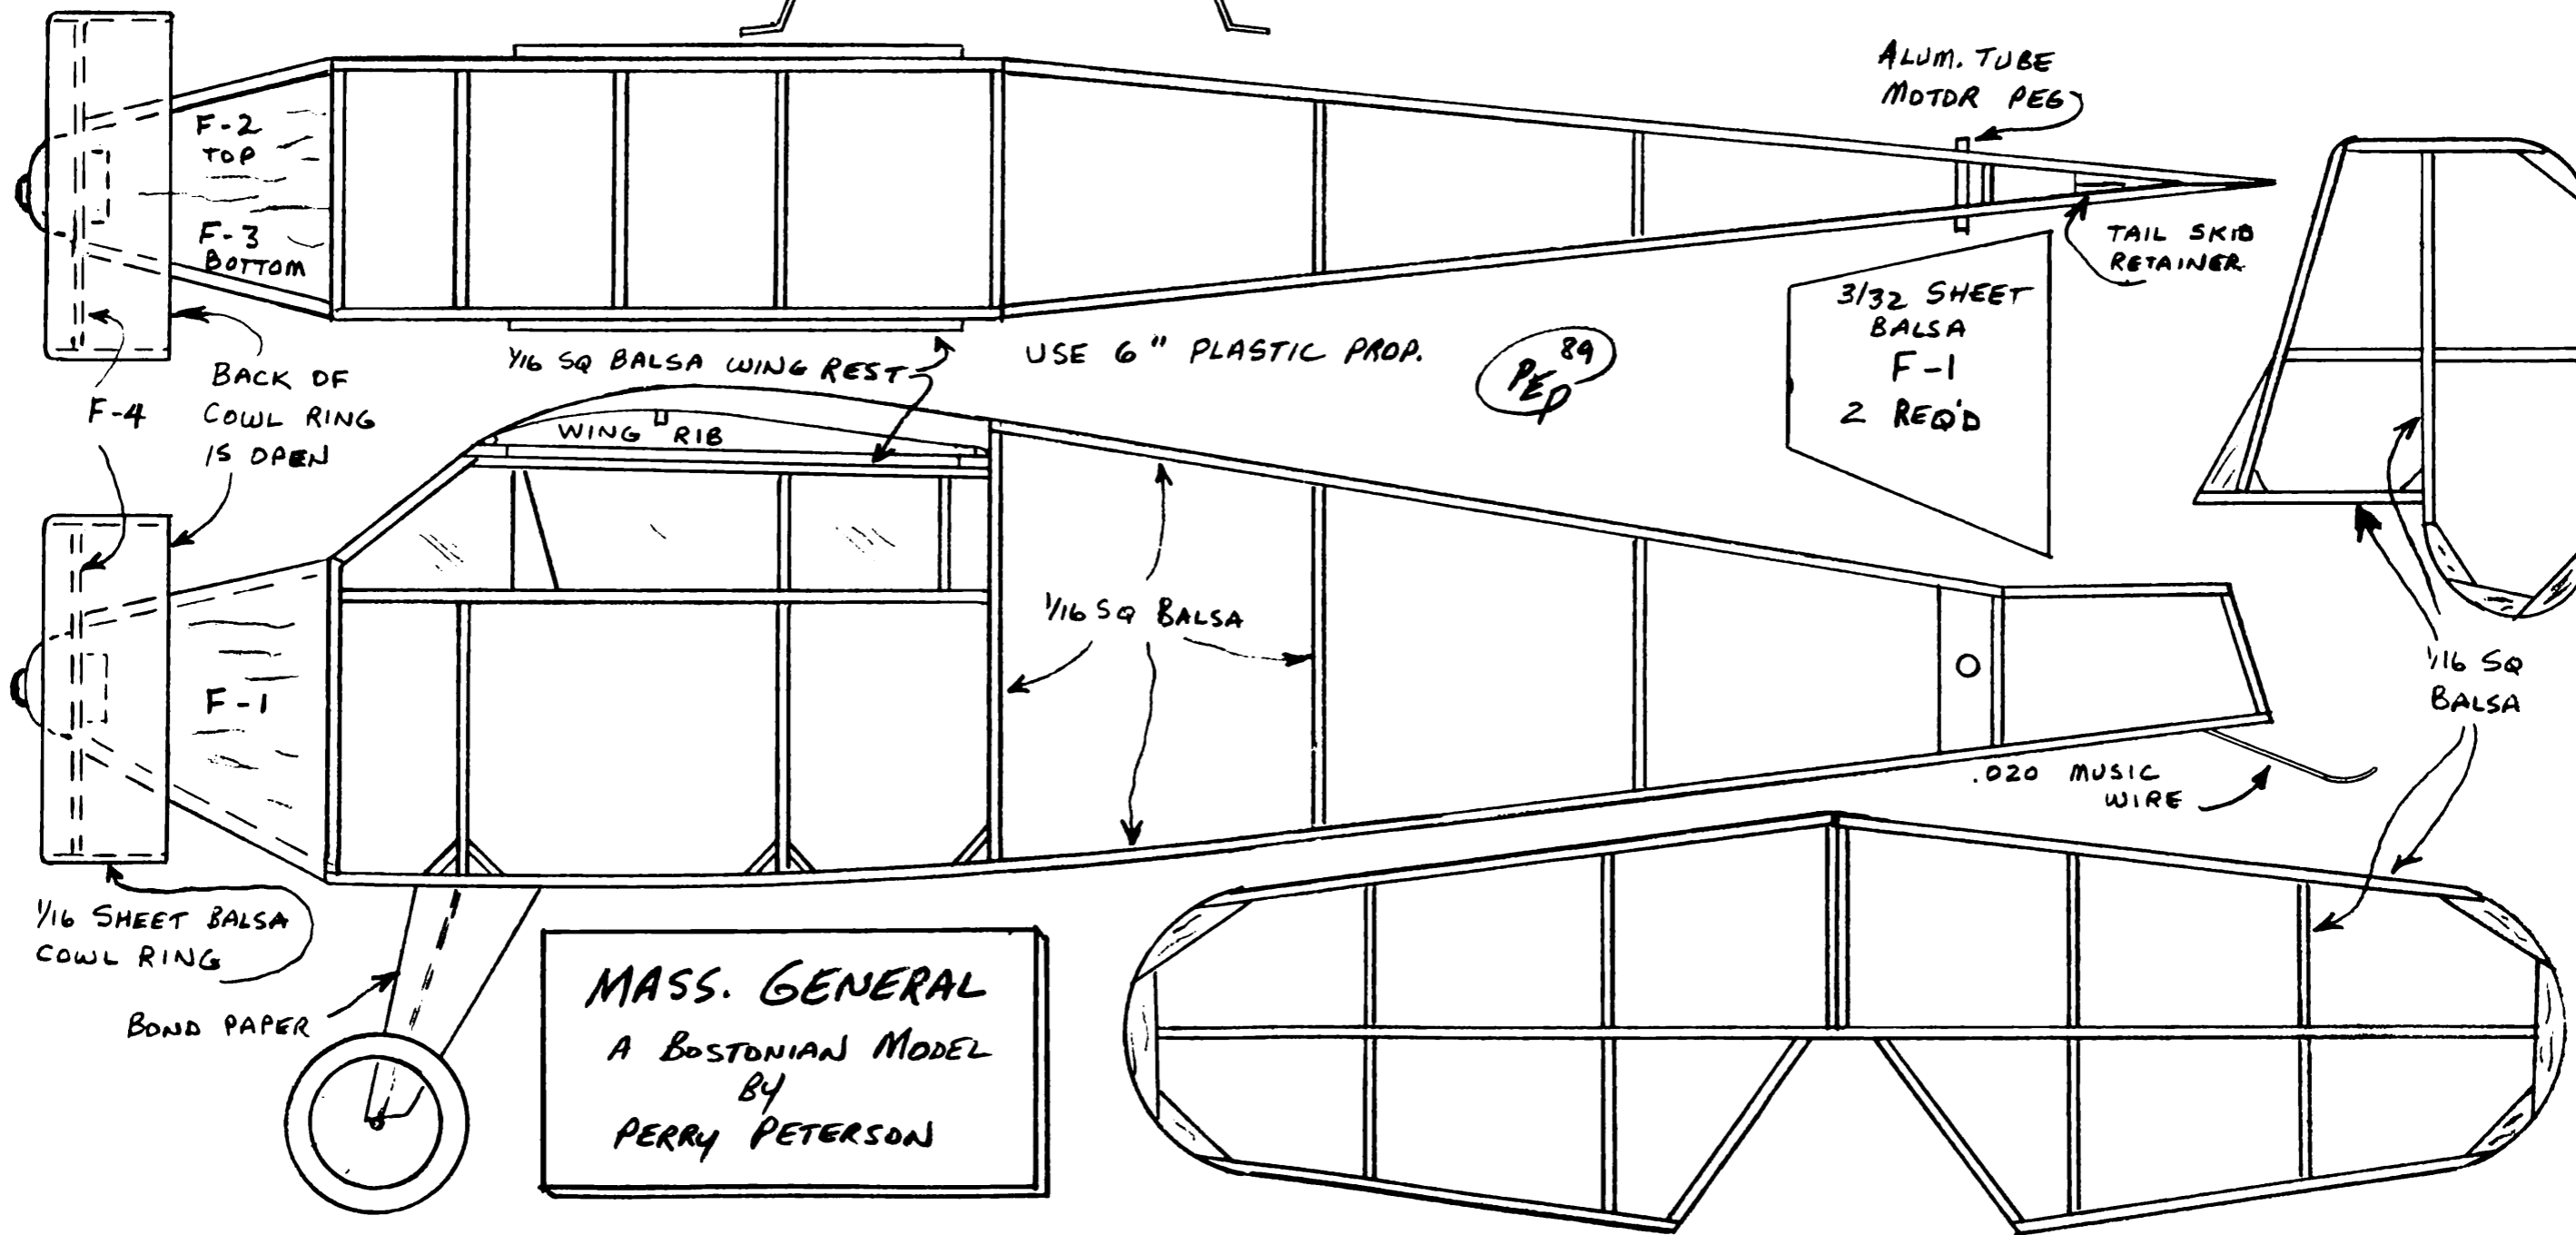 ALUM. TUBE
MOTOR PEG
F-2
TOP
F-3
BOTTOM
TAIL SKID
RETAINER
3/32 SHEET
BALSA
F-1
2 REQ'D
1/16 SQ BALSA WING REST
USE 6" PLASTIC PROP.
PEP 89
BACK OF
COWL RING
IS OPEN
F-4
WING RIB
1/16 SQ BALSA
F-1
1/16 SQ
BALSA
.020 MUSIC
WIRE
1/16 SHEET BALSA
COWL RING
BOND PAPER
MASS. GENERAL
A BOSTONIAN MODEL
BY
PERRY PETERSON